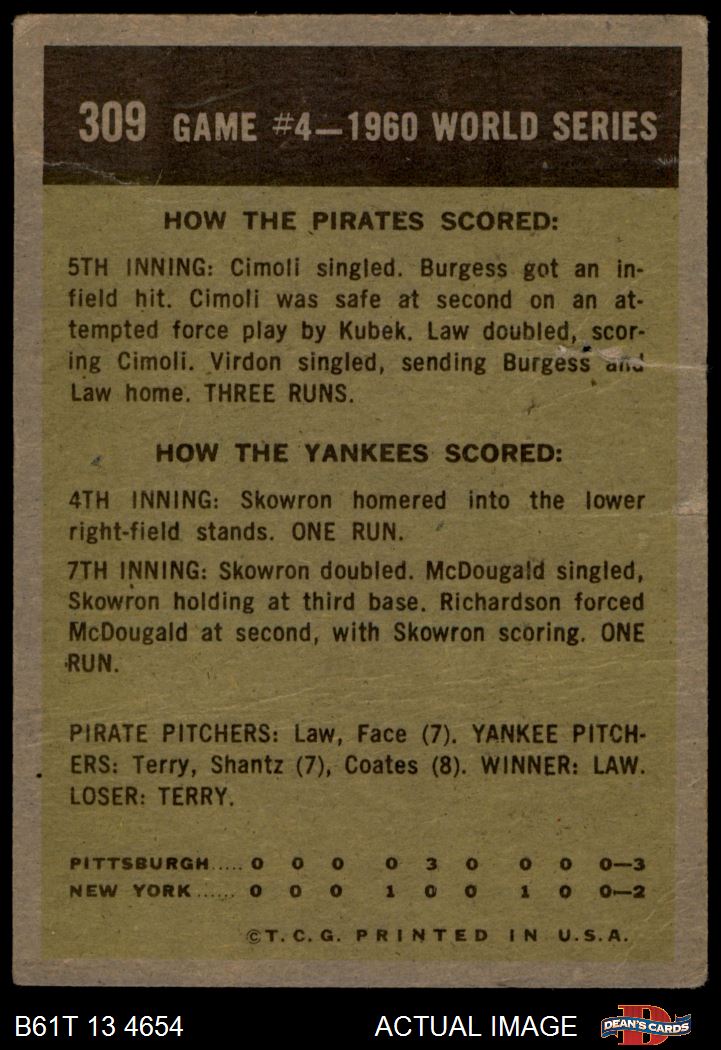 309 GAME #4—1960 WORLD SERIES
HOW THE PIRATES SCORED:
5TH INNING: Cimoli singled. Burgess got an in-
field hit. Cimoli was safe at second on an at-
tempted force play by Kubek. Law doubled, scor-
ing Cimoli. Virdon singled, sending Burgess and
Law home. THREE RUNS.
HOW THE YANKEES SCORED:
4TH INNING: Skowron homered into the lower
right-field stands. ONE RUN.
7TH INNING: Skowron doubled. McDougald singled,
Skowron holding at third base. Richardson forced
McDougald at second, with Skowron scoring. ONE
RUN.
PIRATE PITCHERS: Law, Face (7). YANKEE PITCH-
ERS: Terry, Shantz (7), Coates (8). WINNER: LAW.
LOSER: TERRY.
PITTSBURGH..... 0 0 0 0 3 0 0 0 0—3
NEW YORK...... 0 0 0 1 0 0 1 0 0—2
©T.C.G. PRINTED IN U.S.A.
B61T 13 4654 ACTUAL IMAGE D DEAN'S CARDS